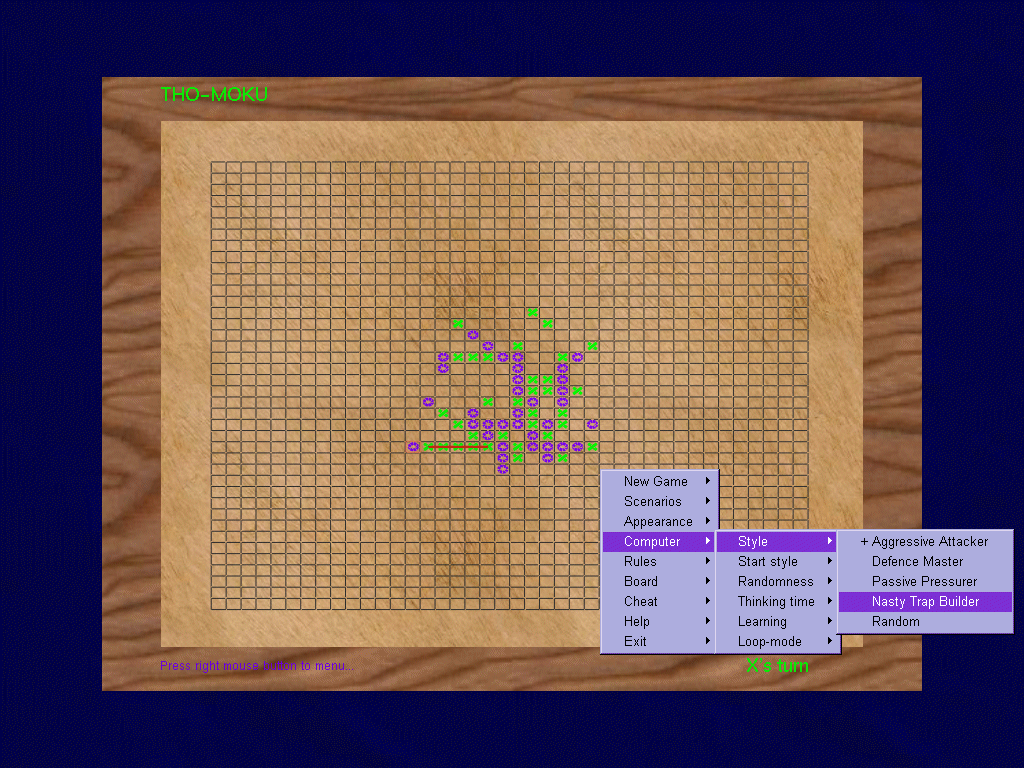 THO-MOKU
New Game
Scenarios
Appearance
Computer
Rules
Board
Cheat
Help
Exit
Style
Start style
Randomness
Thinking time
Learning
Loop-mode
+ Aggressive Attacker
Defence Master
Passive Pressurer
Nasty Trap Builder
Random
Press right mouse button to menu...
X's turn